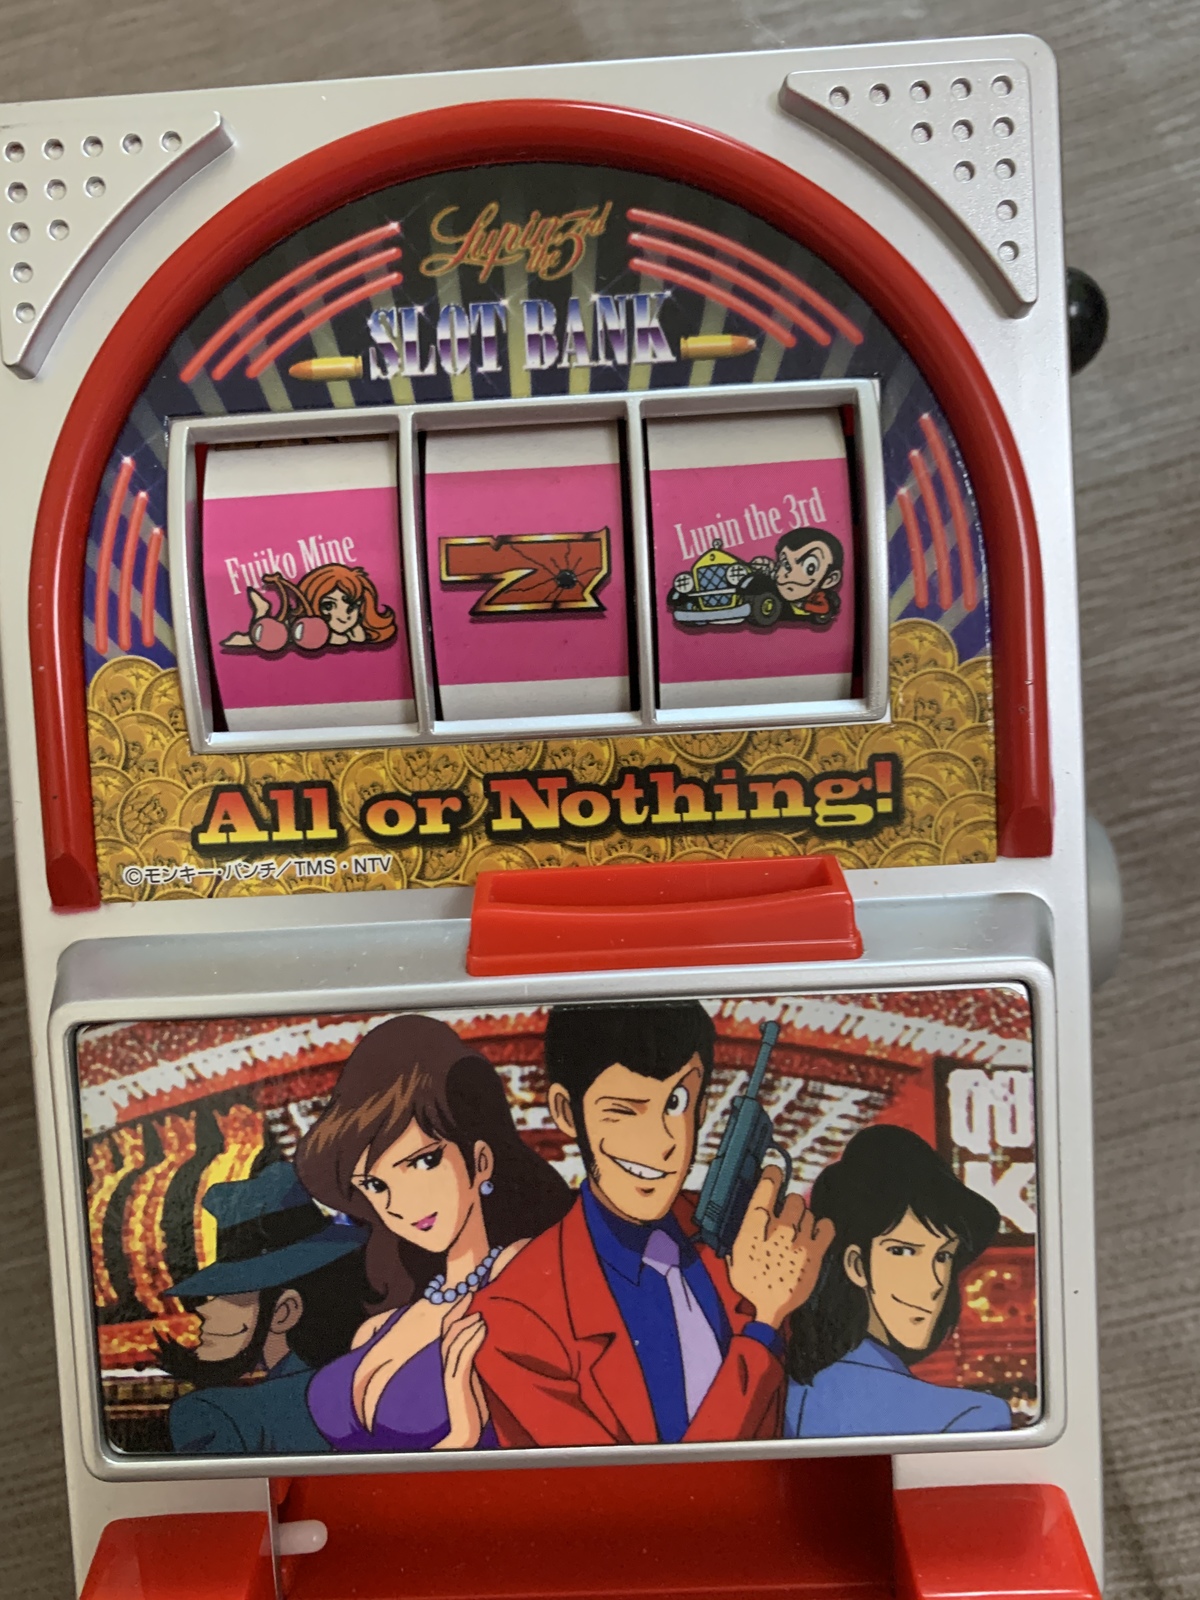 Lupin the 3rd
SLOT BANK
Fujiko Mine
7
Lupin the 3rd
All or Nothing!
©モンキー・パンチ／TMS・NTV